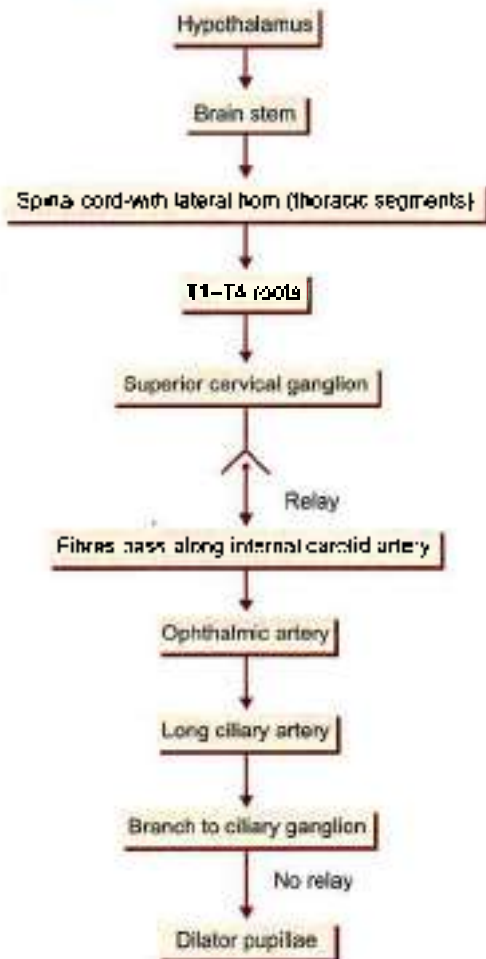 Hypothalamus
Brain stem
Spinal cord-with lateral horn (thoracic segments)
T1–T4 roots
Superior cervical ganglion
Relay
Fibres pass along internal carotid artery
Ophthalmic artery
Long ciliary artery
Branch to ciliary ganglion
No relay
Dilator pupillae